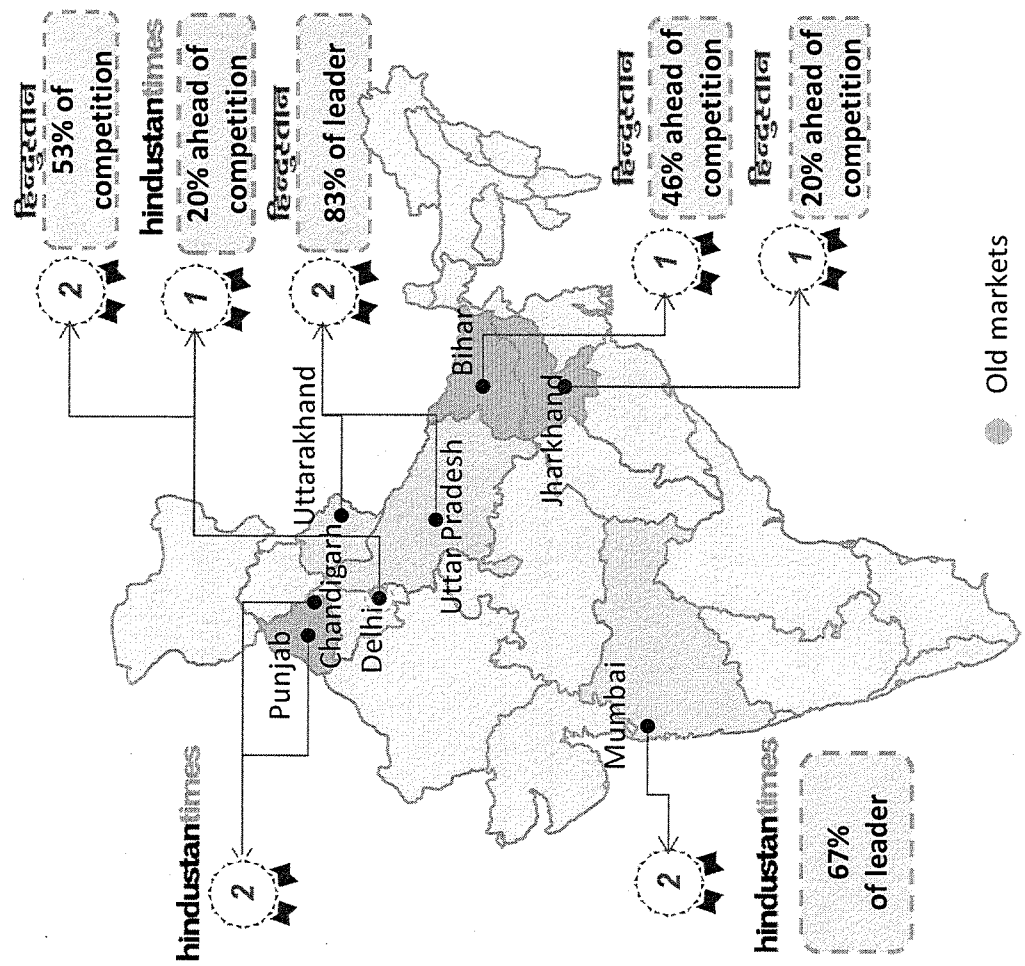 हिन्दुस्तान
2
53% of
competition
hindustantimes
1
20% ahead of
competition
हिन्दुस्तान
2
83% of leader
हिन्दुस्तान
1
46% ahead of
competition
हिन्दुस्तान
1
20% ahead of
competition
hindustantimes
2
Punjab
Chandigarh
Delhi
Uttarakhand
Uttar Pradesh
Bihar
Jharkhand
Mumbai
2
hindustantimes
67%
of leader
Old markets